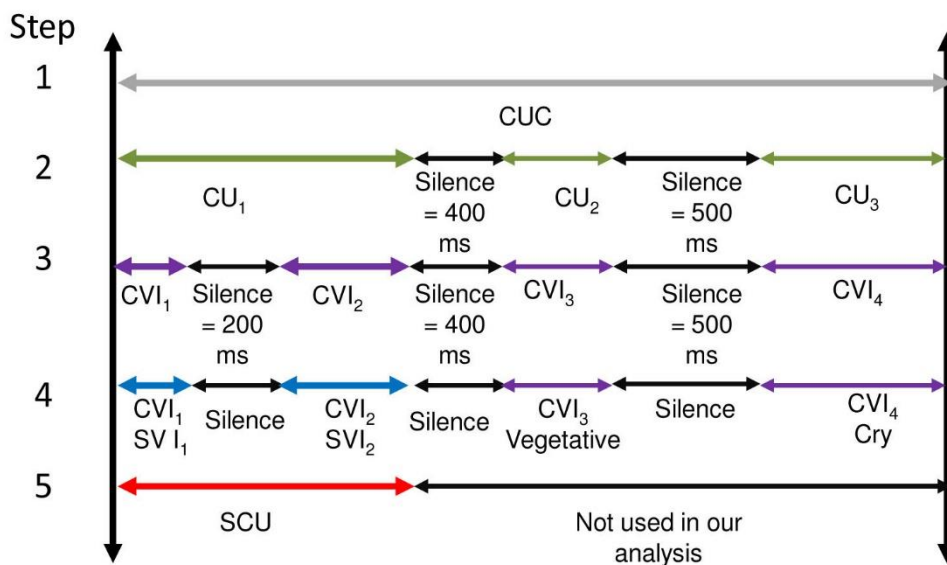 Step
1
CUC
2
CU₁
Silence
= 400
ms
CU₂
Silence
= 500
ms
CU₃
3
CVI₁
Silence
= 200
ms
CVI₂
Silence
= 400
ms
CVI₃
Silence
= 500
ms
CVI₄
4
CVI₁
SV I₁
Silence
CVI₂
SVI₂
Silence
CVI₃
Vegetative
Silence
CVI₄
Cry
5
SCU
Not used in our
analysis